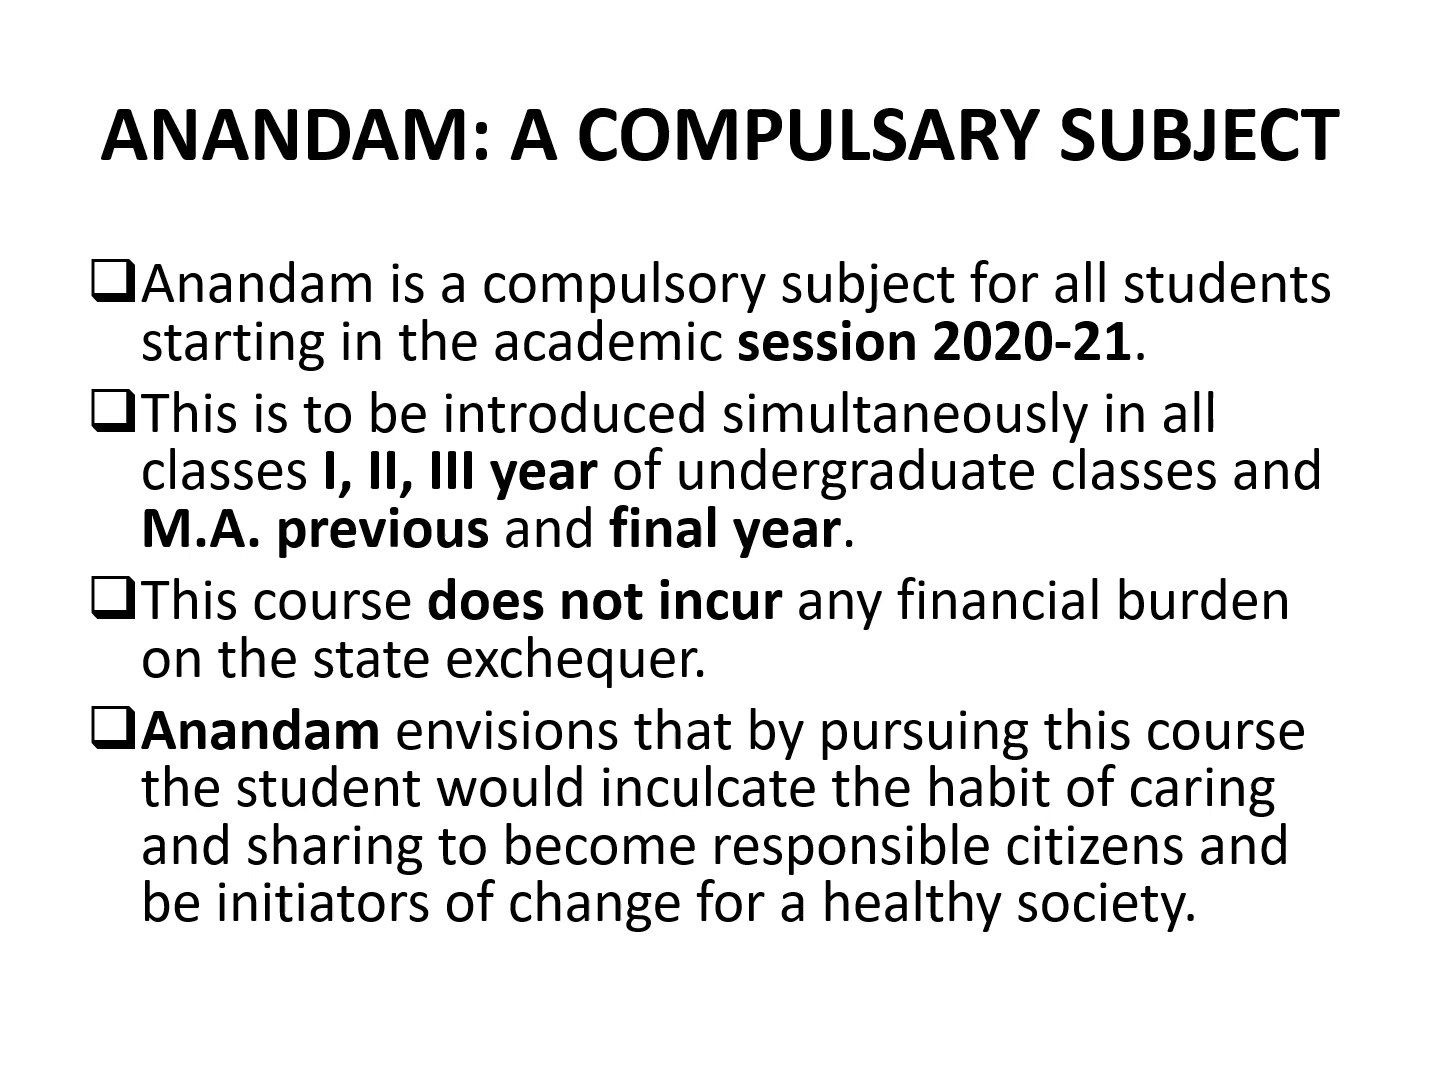 ANANDAM: A COMPULSARY SUBJECT
❑Anandam is a compulsory subject for all students
starting in the academic session 2020-21.
❑This is to be introduced simultaneously in all
classes I, II, III year of undergraduate classes and
M.A. previous and final year.
❑This course does not incur any financial burden
on the state exchequer.
❑Anandam envisions that by pursuing this course
the student would inculcate the habit of caring
and sharing to become responsible citizens and
be initiators of change for a healthy society.